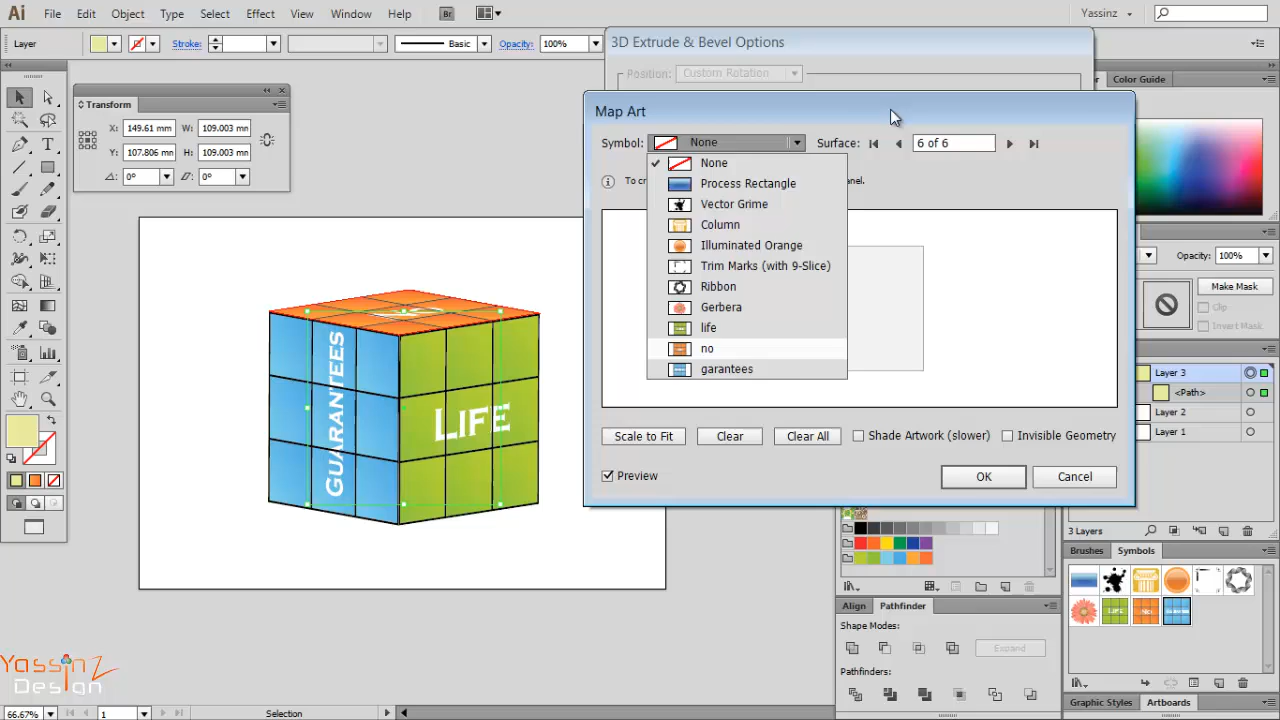 Ai File Edit Object Type Select Effect View Window Help Br Yassinz
Layer Stroke: Basic Opacity: 100%
3D Extrude & Bevel Options
Position: Custom Rotation
Color Guide
Transform
X: 149.61 mm W: 109.003 mm
Y: 107.806 mm H: 109.003 mm
0° 0°
Map Art
Symbol: None Surface: 6 of 6
None
Process Rectangle
Vector Grime
Column
Illuminated Orange
Trim Marks (with 9-Slice)
Ribbon
Gerbera
life
no
garantees
To cr
anel.
Scale to Fit Clear Clear All Shade Artwork (slower) Invisible Geometry
Preview OK Cancel
GUARANTEES
LIFE
Opacity: 100%
Make Mask
Clip
Invert Mask
Layer 3
<Path>
Layer 2
Layer 1
3 Layers
Brushes Symbols
Align Pathfinder
Shape Modes:
Expand
Pathfinders:
Graphic Styles Artboards
YassinZ
Design
66.67% 1 Selection